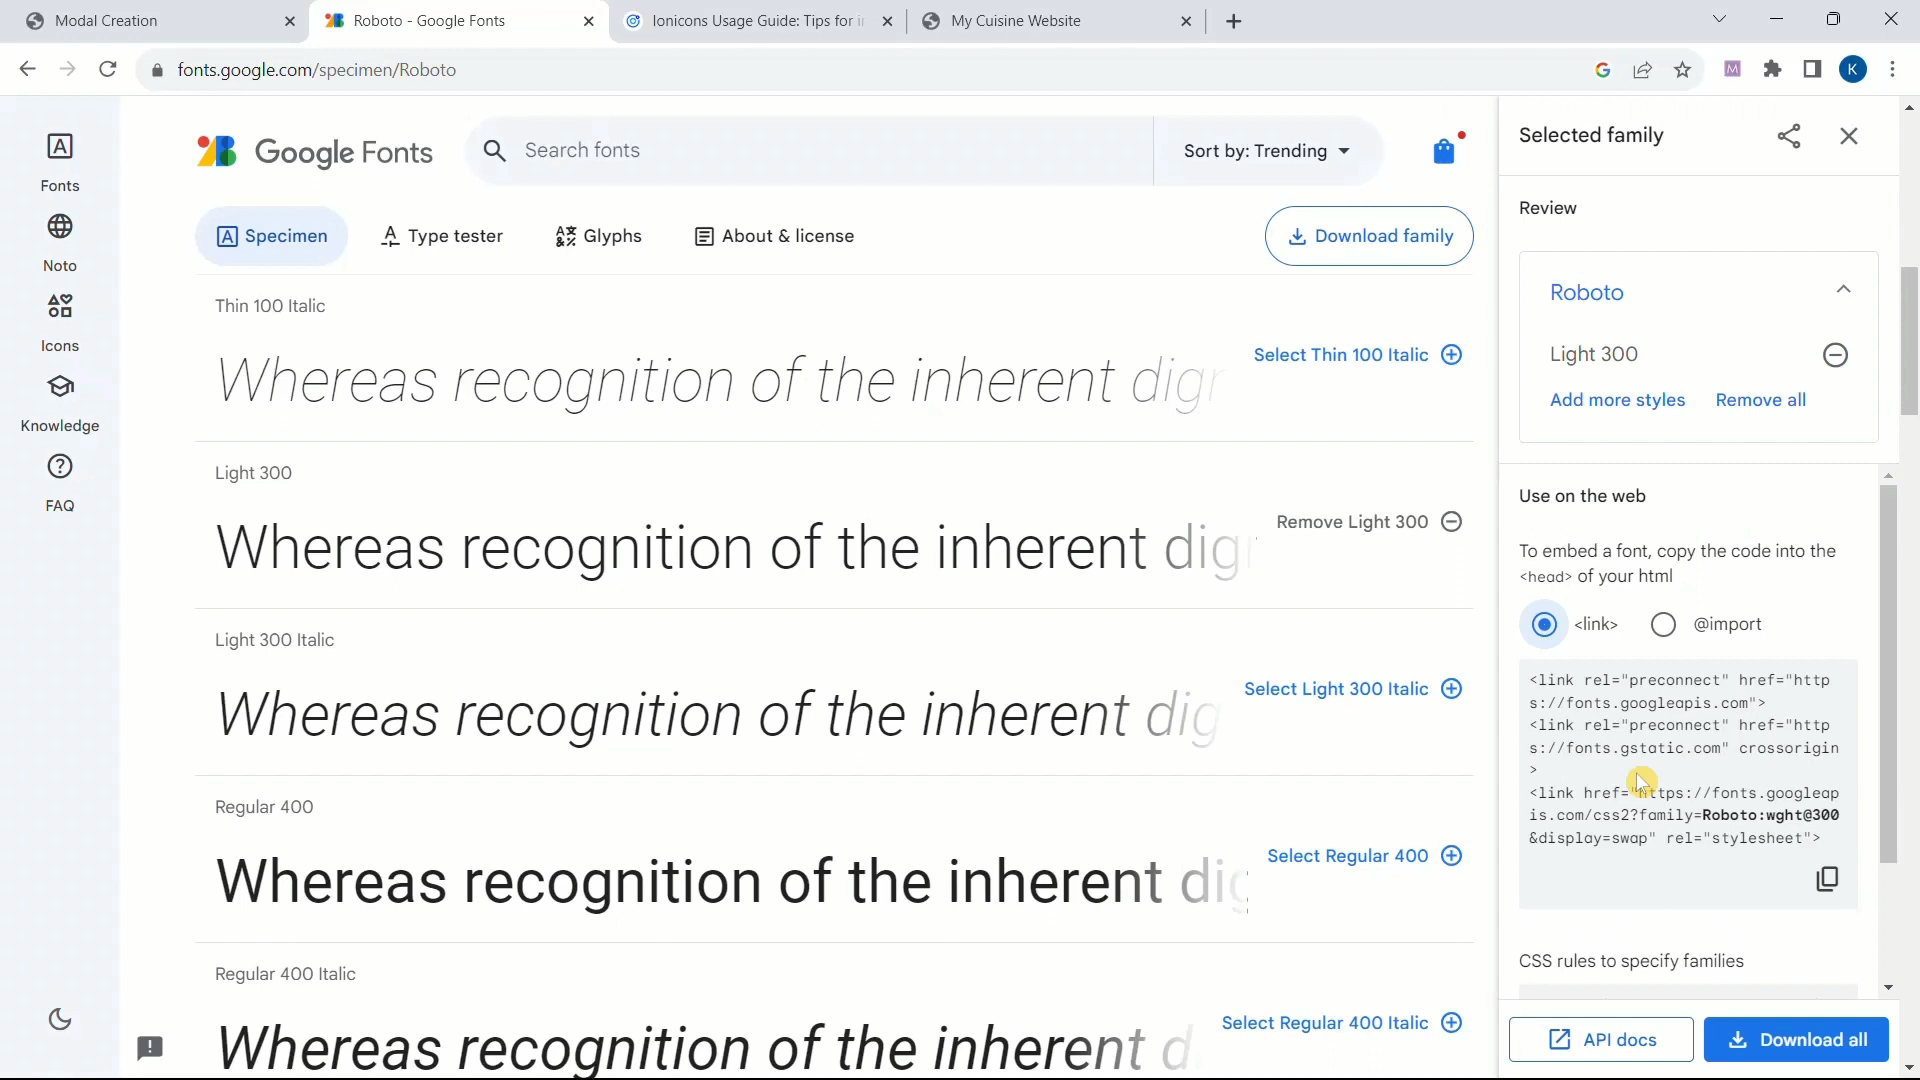 Modal Creation
Roboto - Google Fonts
Ionicons Usage Guide: Tips for
My Cuisine Website
fonts.google.com/specimen/Roboto
G
M
K
Fonts
Noto
Icons
Knowledge
FAQ
Google Fonts
Search fonts
Sort by: Trending
Specimen
Type tester
Glyphs
About & license
Download family
Thin 100 Italic
Select Thin 100 Italic
Whereas recognition of the inherent dig
Light 300
Remove Light 300
Whereas recognition of the inherent dig
Light 300 Italic
Select Light 300 Italic
Whereas recognition of the inherent dig
Regular 400
Select Regular 400
Whereas recognition of the inherent dig
Regular 400 Italic
Select Regular 400 Italic
Whereas recognition of the inherent d
Selected family
Review
Roboto
Light 300
Add more styles Remove all
Use on the web
To embed a font, copy the code into the
<head> of your html
<link> @import
<link rel="preconnect" href="http
s://fonts.googleapis.com">
<link rel="preconnect" href="http
s://fonts.gstatic.com" crossorigin
>
<link href="https://fonts.googleap
is.com/css2?family=Roboto:wght@300
&display=swap" rel="stylesheet">
CSS rules to specify families
API docs
Download all